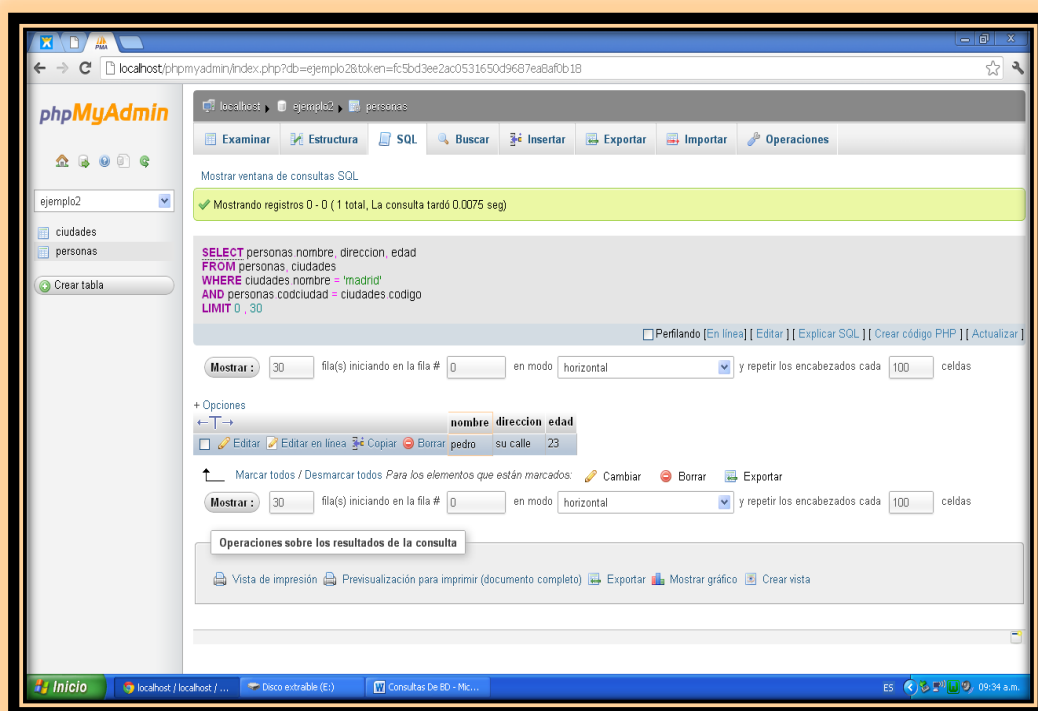 PMA
localhost/phpmyadmin/index.php?db=ejemplo2&token=fc5bd3ee2ac0531650d9687ea8af0b18
phpMyAdmin
localhost ▸ ejemplo2 ▸ personas
Examinar Estructura SQL Buscar Insertar Exportar Importar Operaciones
Mostrar ventana de consultas SQL
ejemplo2
Mostrando registros 0 - 0 ( 1 total, La consulta tardó 0.0075 seg)
ciudades
personas
Crear tabla
SELECT personas.nombre, direccion, edad
FROM personas, ciudades
WHERE ciudades.nombre = 'madrid'
AND personas.codciudad = ciudades.codigo
LIMIT 0 , 30
Perfilando [En línea] [ Editar ] [ Explicar SQL ] [ Crear código PHP ] [ Actualizar ]
Mostrar : 30 fila(s) iniciando en la fila # 0 en modo horizontal y repetir los encabezados cada 100 celdas
+ Opciones
←T→ nombre direccion edad
Editar Editar en línea Copiar Borrar pedro su calle 23
Marcar todos / Desmarcar todos Para los elementos que están marcados: Cambiar Borrar Exportar
Mostrar : 30 fila(s) iniciando en la fila # 0 en modo horizontal y repetir los encabezados cada 100 celdas
Operaciones sobre los resultados de la consulta
Vista de impresión Previsualización para imprimir (documento completo) Exportar Mostrar gráfico Crear vista
Inicio localhost / localhost / ... Disco extraíble (E:) Consultas De BD - Mic... ES 09:34 a.m.